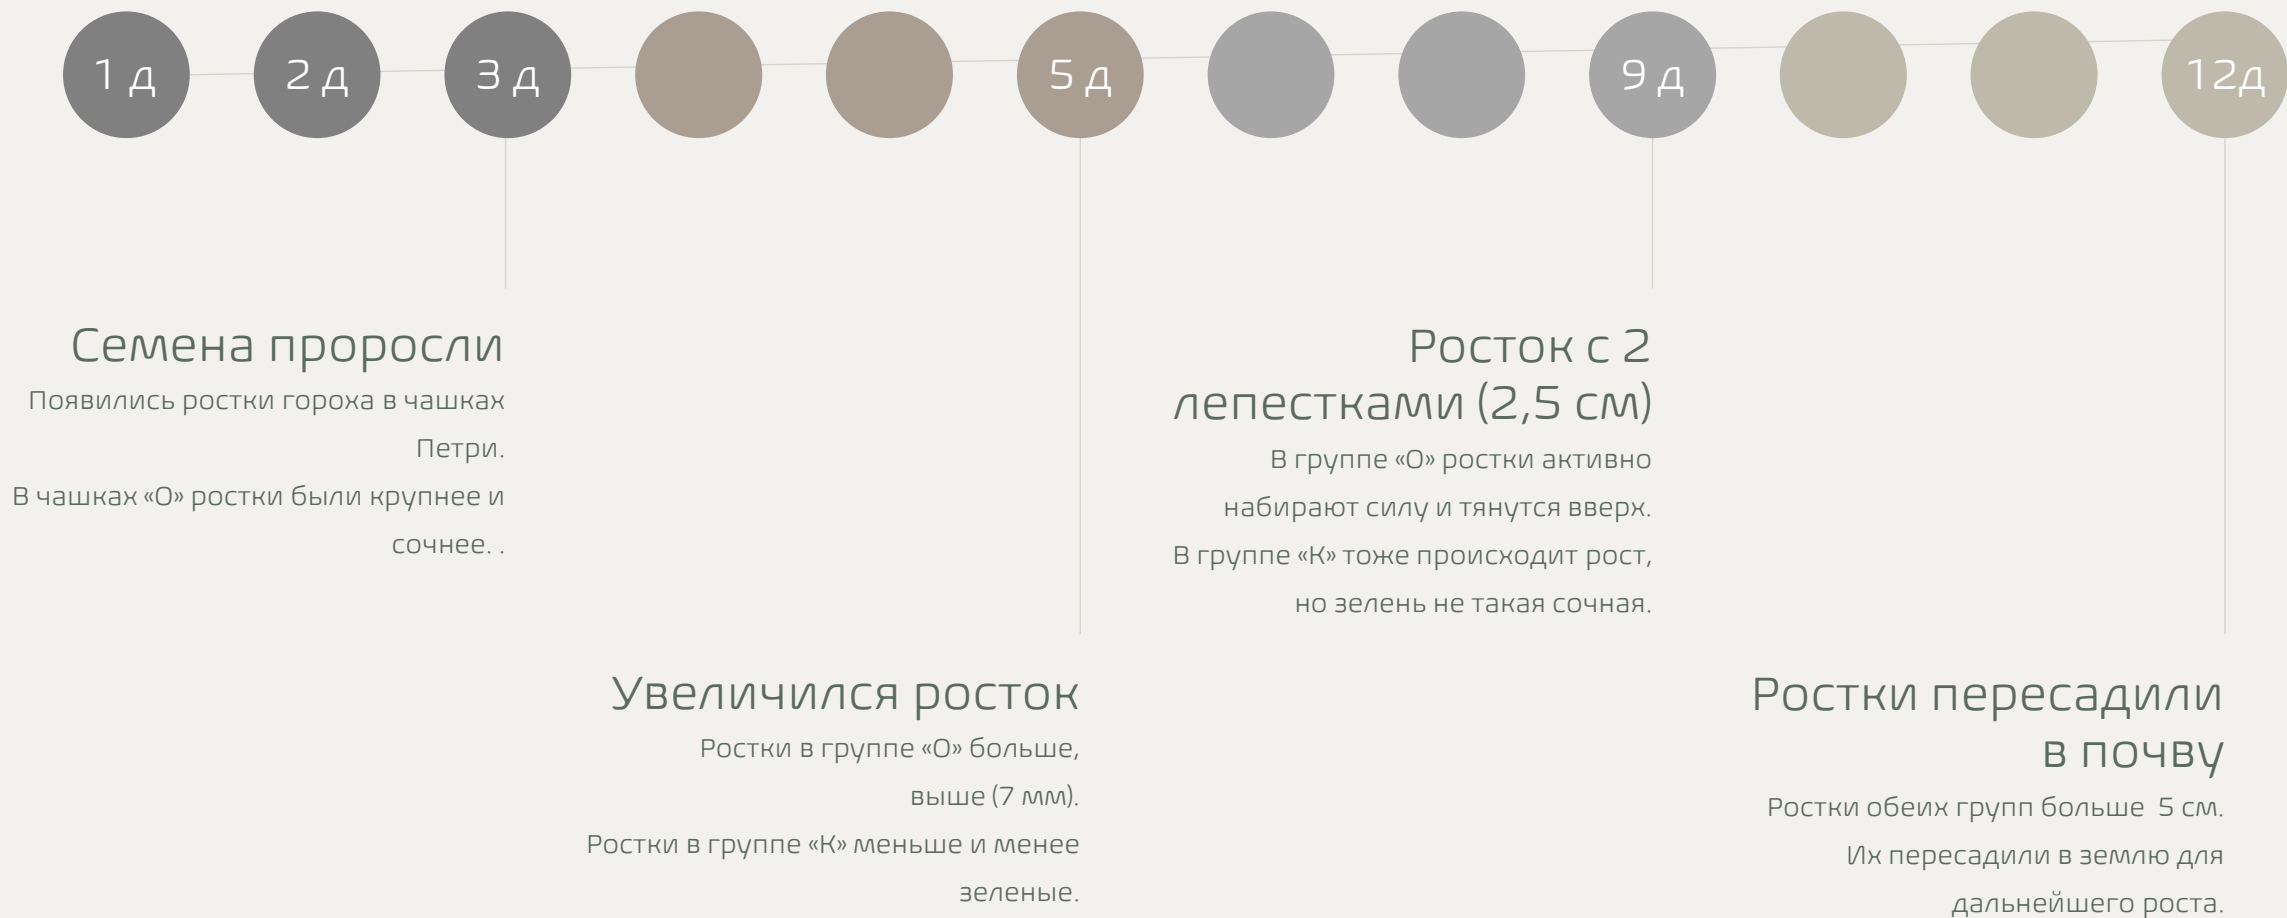 1 д
2 д
3 д
5 д
9 д
12д
Семена проросли
Появились ростки гороха в чашках
Петри.
В чашках «О» ростки были крупнее и
сочнее. .
Увеличился росток
Ростки в группе «О» больше,
выше (7 мм).
Ростки в группе «К» меньше и менее
зеленые.
Росток с 2
лепестками (2,5 см)
В группе «О» ростки активно
набирают силу и тянутся вверх.
В группе «К» тоже происходит рост,
но зелень не такая сочная.
Ростки пересадили
в почву
Ростки обеих групп больше  5 см.
Их пересадили в землю для
дальнейшего роста.